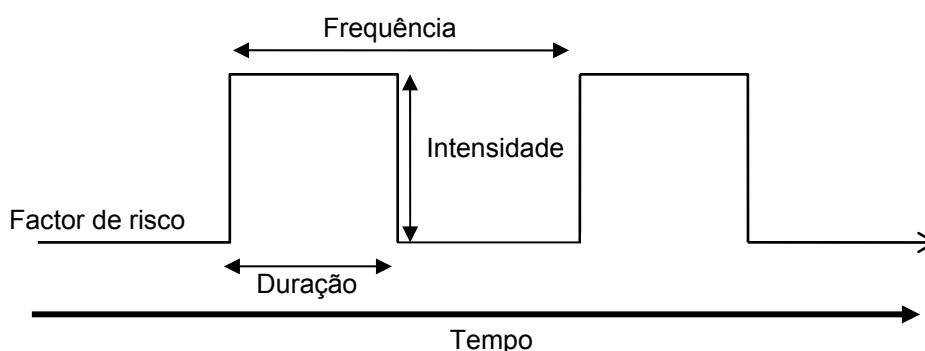 Frequência
Intensidade
Factor de risco
Duração
Tempo